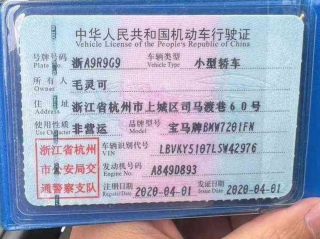 中华人民共和国机动车行驶证
Vehicle License of the People's Republic of China
号牌号码 浙A9R9G9 车辆类型 小型轿车
Plate No. Vehicle Type
所有人 毛灵可
Owner
住址 浙江省杭州市上城区司马渡巷60号
Address
使用性质 非营运 品牌型号 宝马牌BMW7201FN
Use Character Model
浙江省杭州 车辆识别代号 LBVKY5107LSW42976
VIN
市公安局交 发动机号码 A849D893
Engine No.
通警察支队 注册日期 2020-04-01 发证日期 2020-04-01
Register Date Issue Date